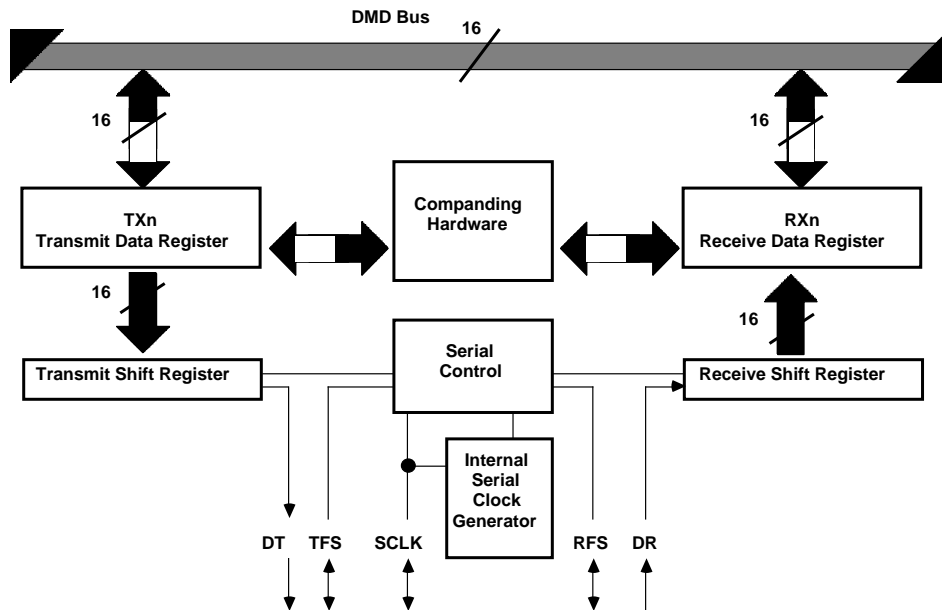 DMD Bus
16
16
16
TXn
Transmit Data Register
Companding
Hardware
RXn
Receive Data Register
16
16
Transmit Shift Register
Serial
Control
Receive Shift Register
Internal
Serial
Clock
Generator
DT
TFS
SCLK
RFS
DR